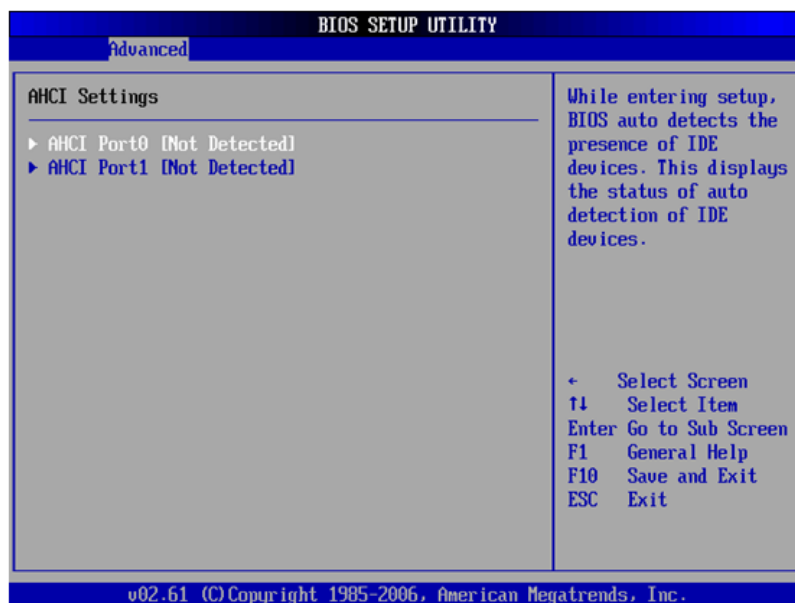 BIOS SETUP UTILITY
Advanced
AHCI Settings
▶ AHCI Port0 [Not Detected]
▶ AHCI Port1 [Not Detected]
While entering setup,
BIOS auto detects the
presence of IDE
devices. This displays
the status of auto
detection of IDE
devices.
← Select Screen
↑↓ Select Item
Enter Go to Sub Screen
F1 General Help
F10 Save and Exit
ESC Exit
v02.61 (C)Copyright 1985-2006, American Megatrends, Inc.